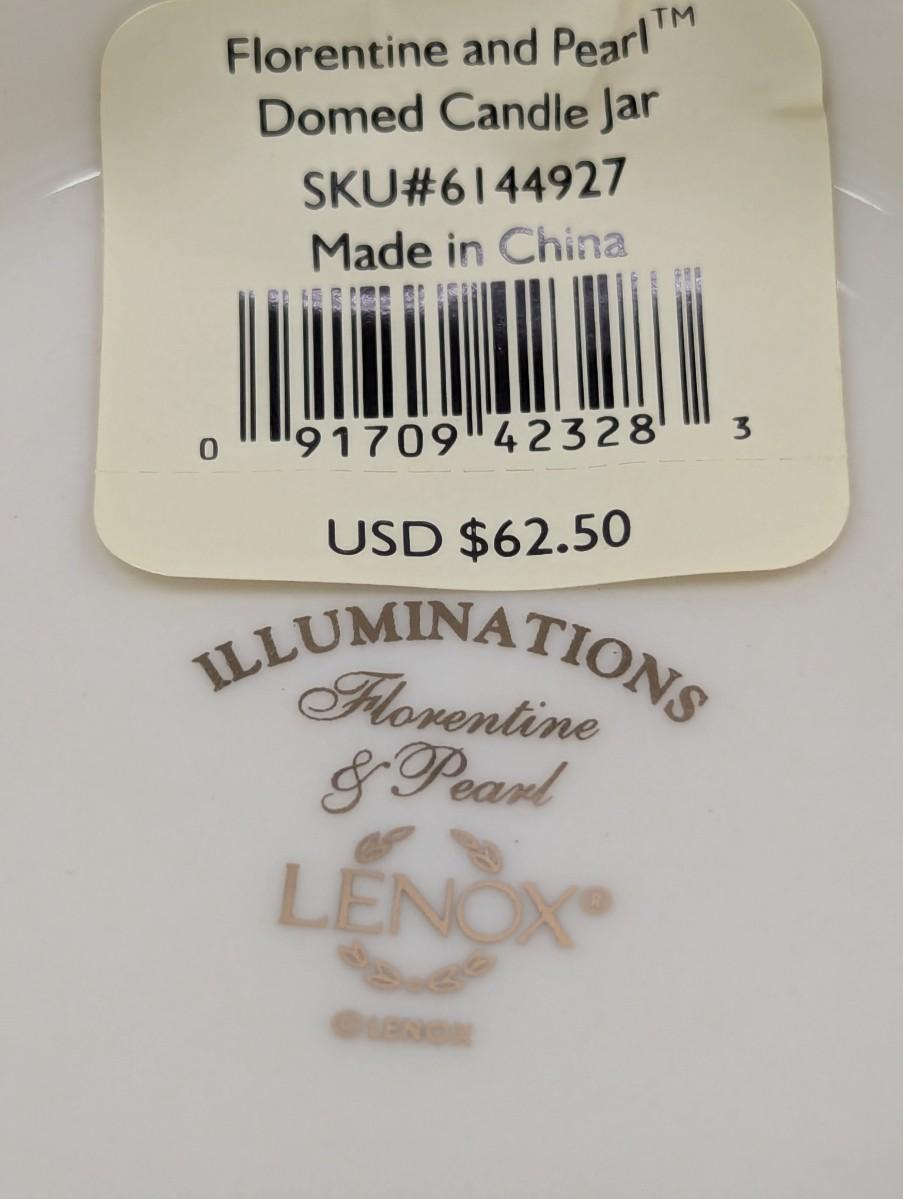 Florentine and Pearl™
Domed Candle Jar
SKU#6144927
Made in China
0 91709 42328 3
USD $62.50
ILLUMINATIONS
Florentine
& Pearl
LENOX®
©LENOX